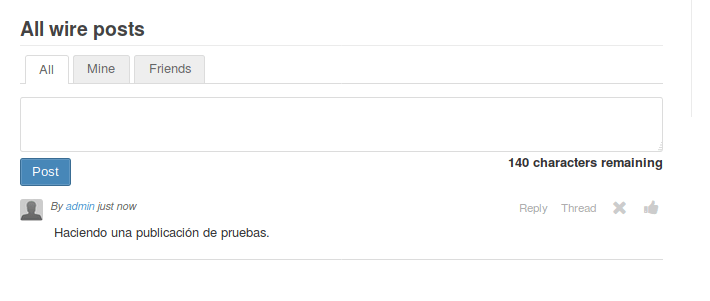 All wire posts
All Mine Friends
140 characters remaining
Post
By admin just now Reply Thread
Haciendo una publicación de pruebas.